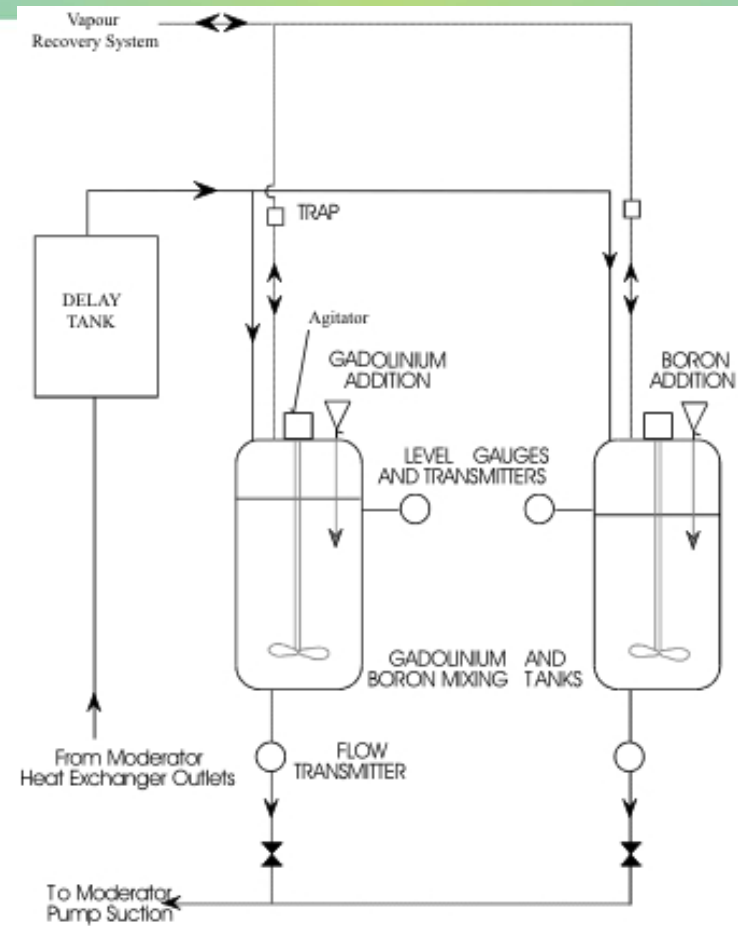 Vapour
Recovery System
TRAP
DELAY
TANK
Agitator
GADOLINIUM
ADDITION
BORON
ADDITION
LEVEL GAUGES
AND TRANSMITTERS
GADOLINIUM AND
BORON MIXING TANKS
From Moderator
Heat Exchanger Outlets
FLOW
TRANSMITTER
To Moderator
Pump Suction